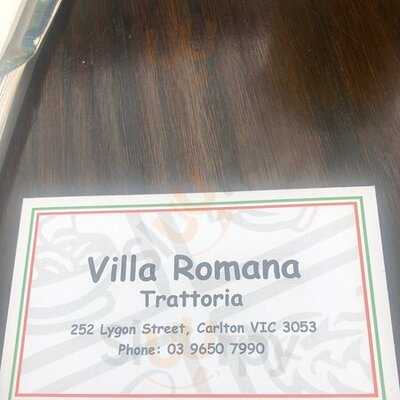 Villa Romana
Trattoria
252 Lygon Street, Carlton VIC 3053
Phone: 03 9650 7990